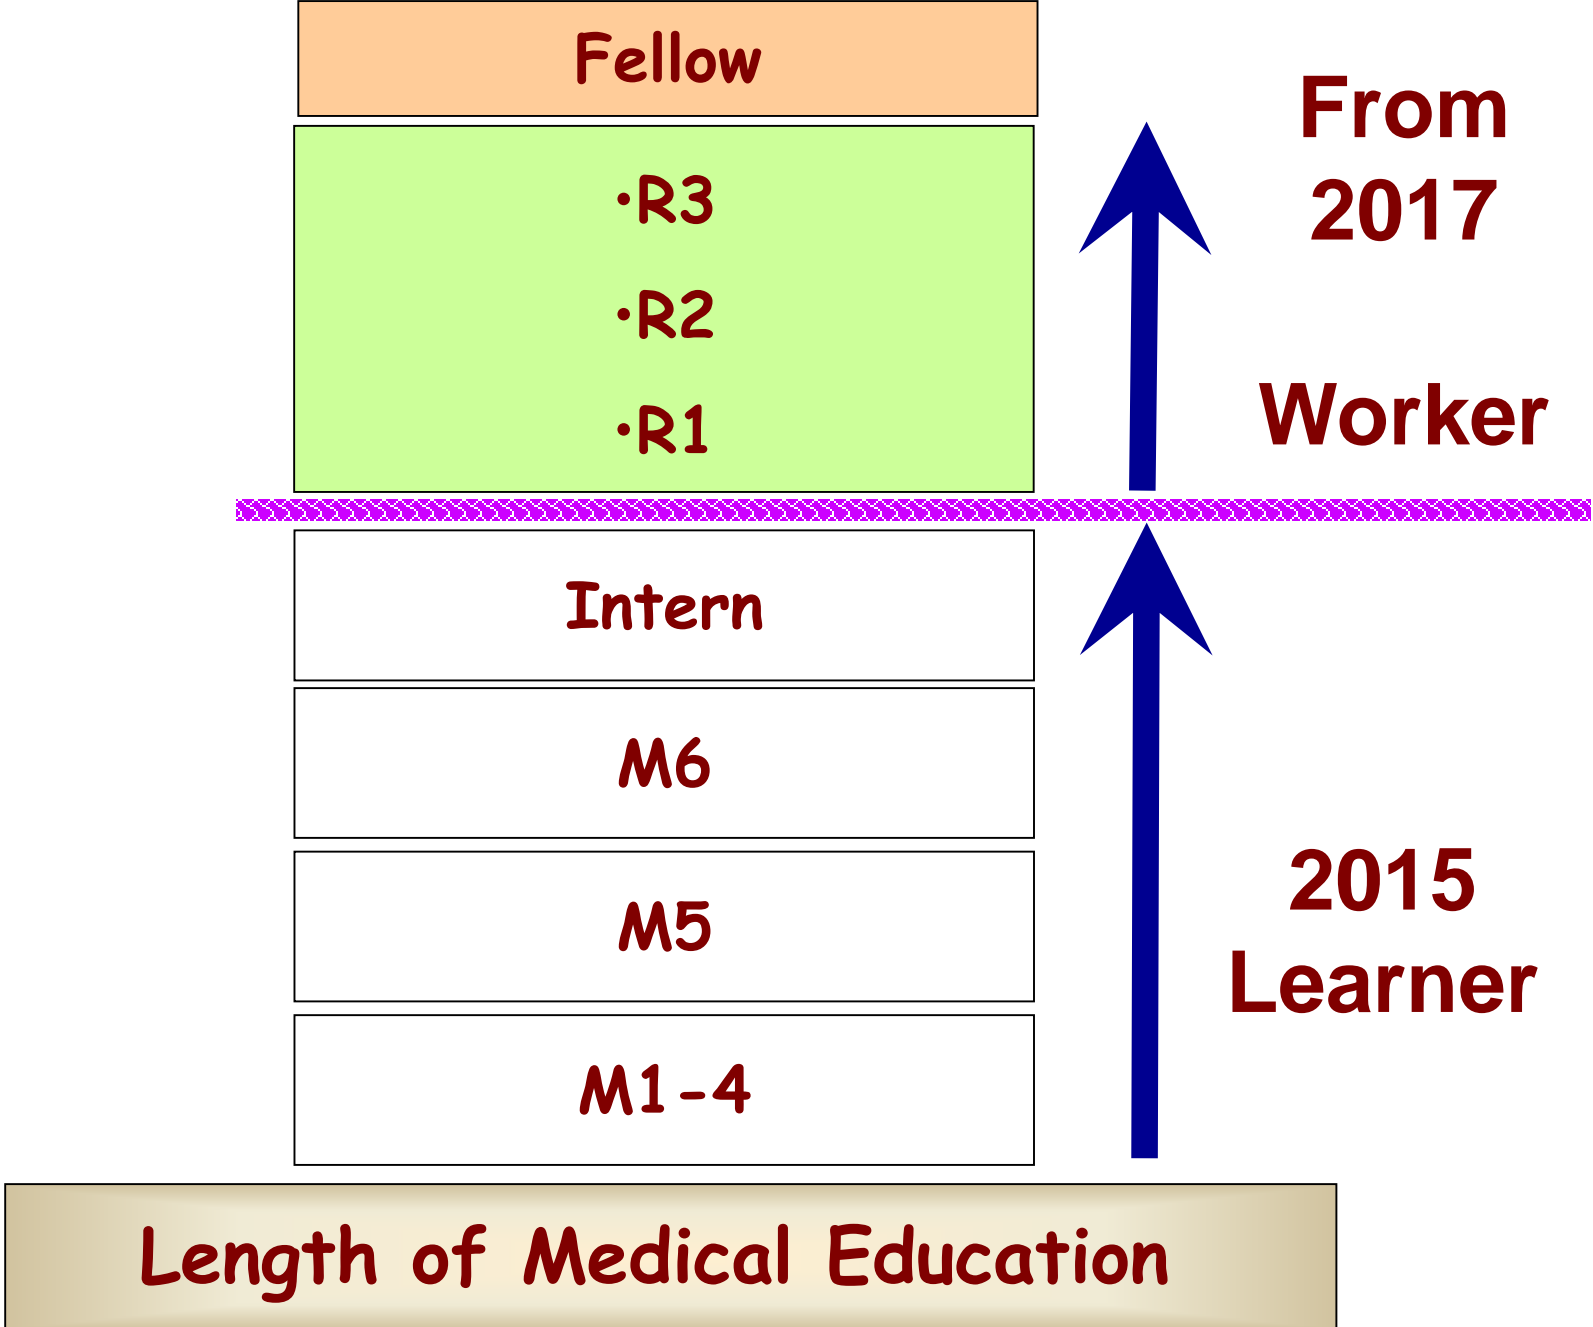 Fellow
•R3
•R2
•R1
From
2017
Worker
Intern
M6
M5
M1-4
2015
Learner
Length of Medical Education